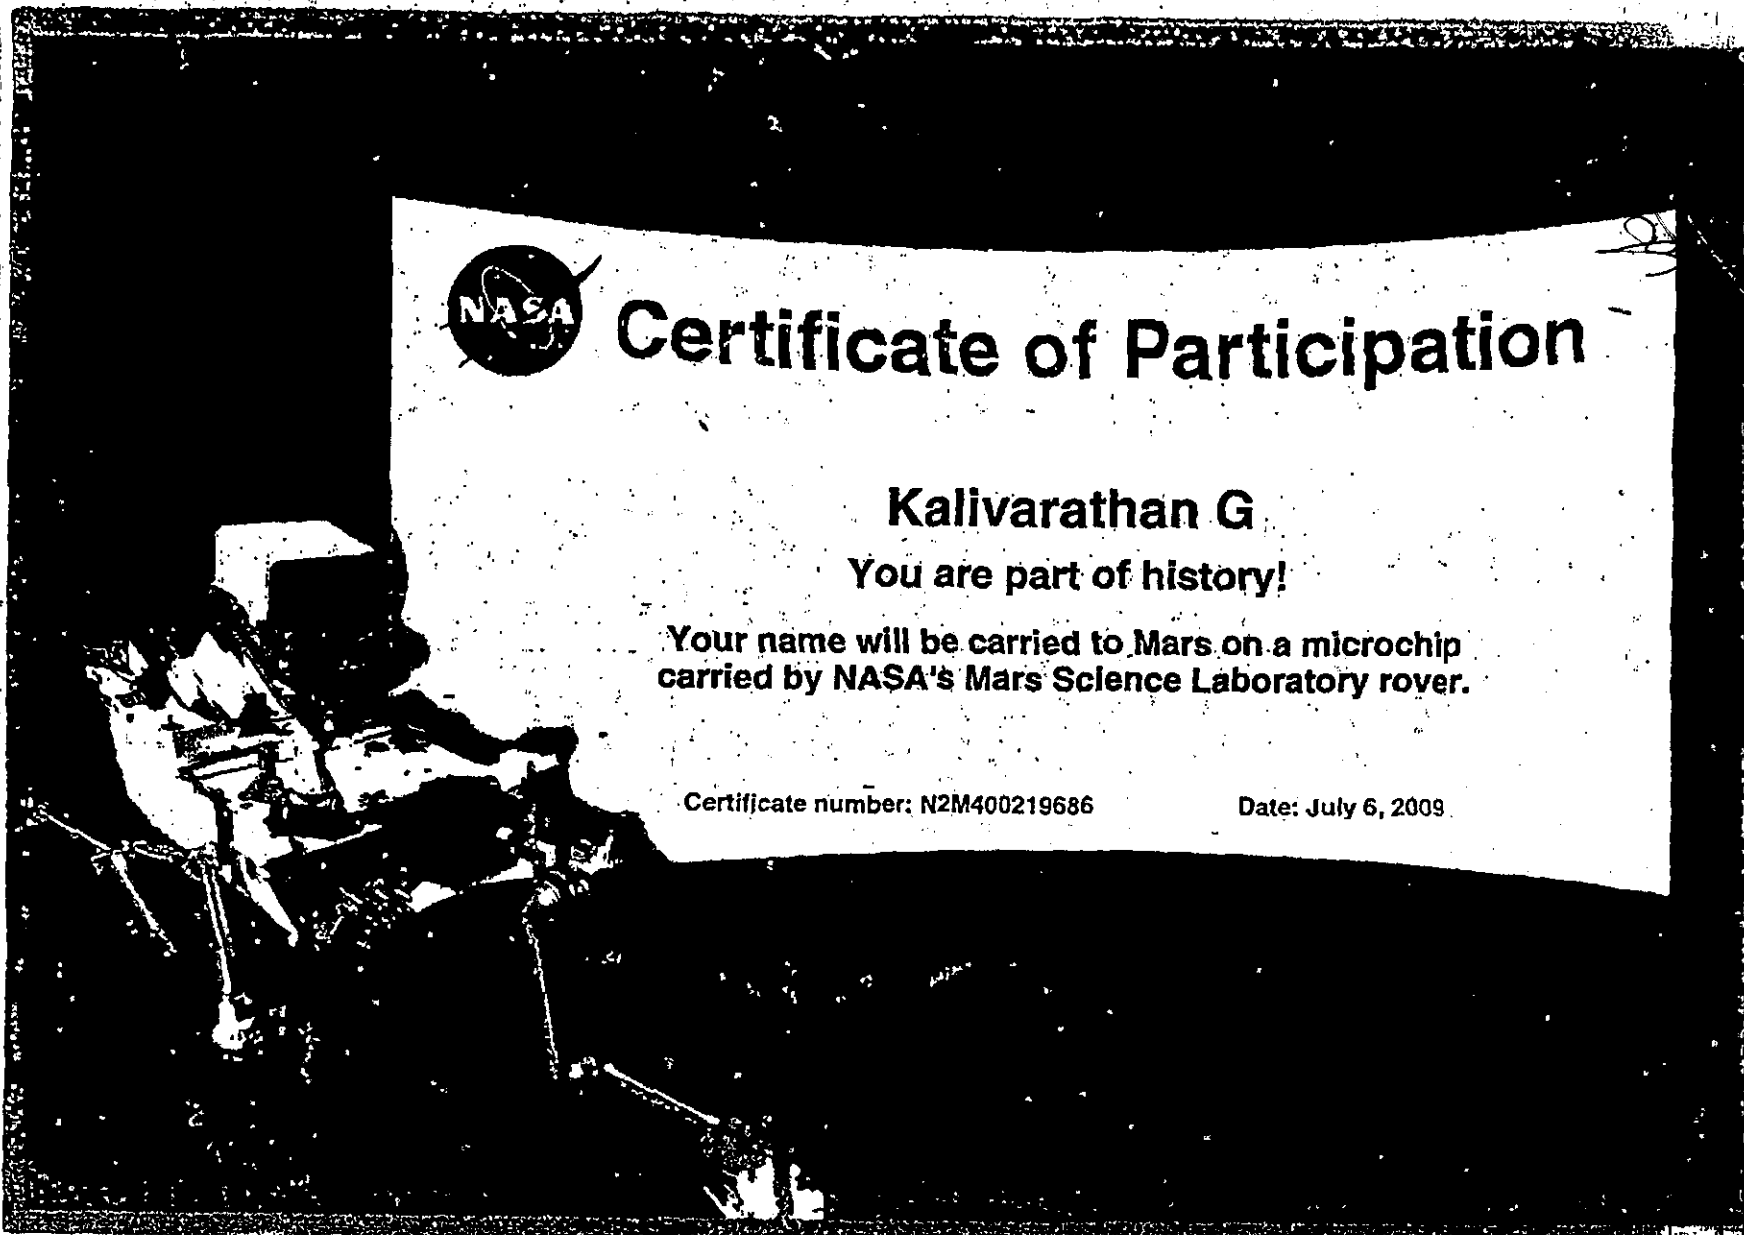 NASA
Certificate of Participation
Kalivarathan G
You are part of history!
Your name will be carried to Mars on a microchip
carried by NASA's Mars Science Laboratory rover.
Certificate number: N2M400219686
Date: July 6, 2009